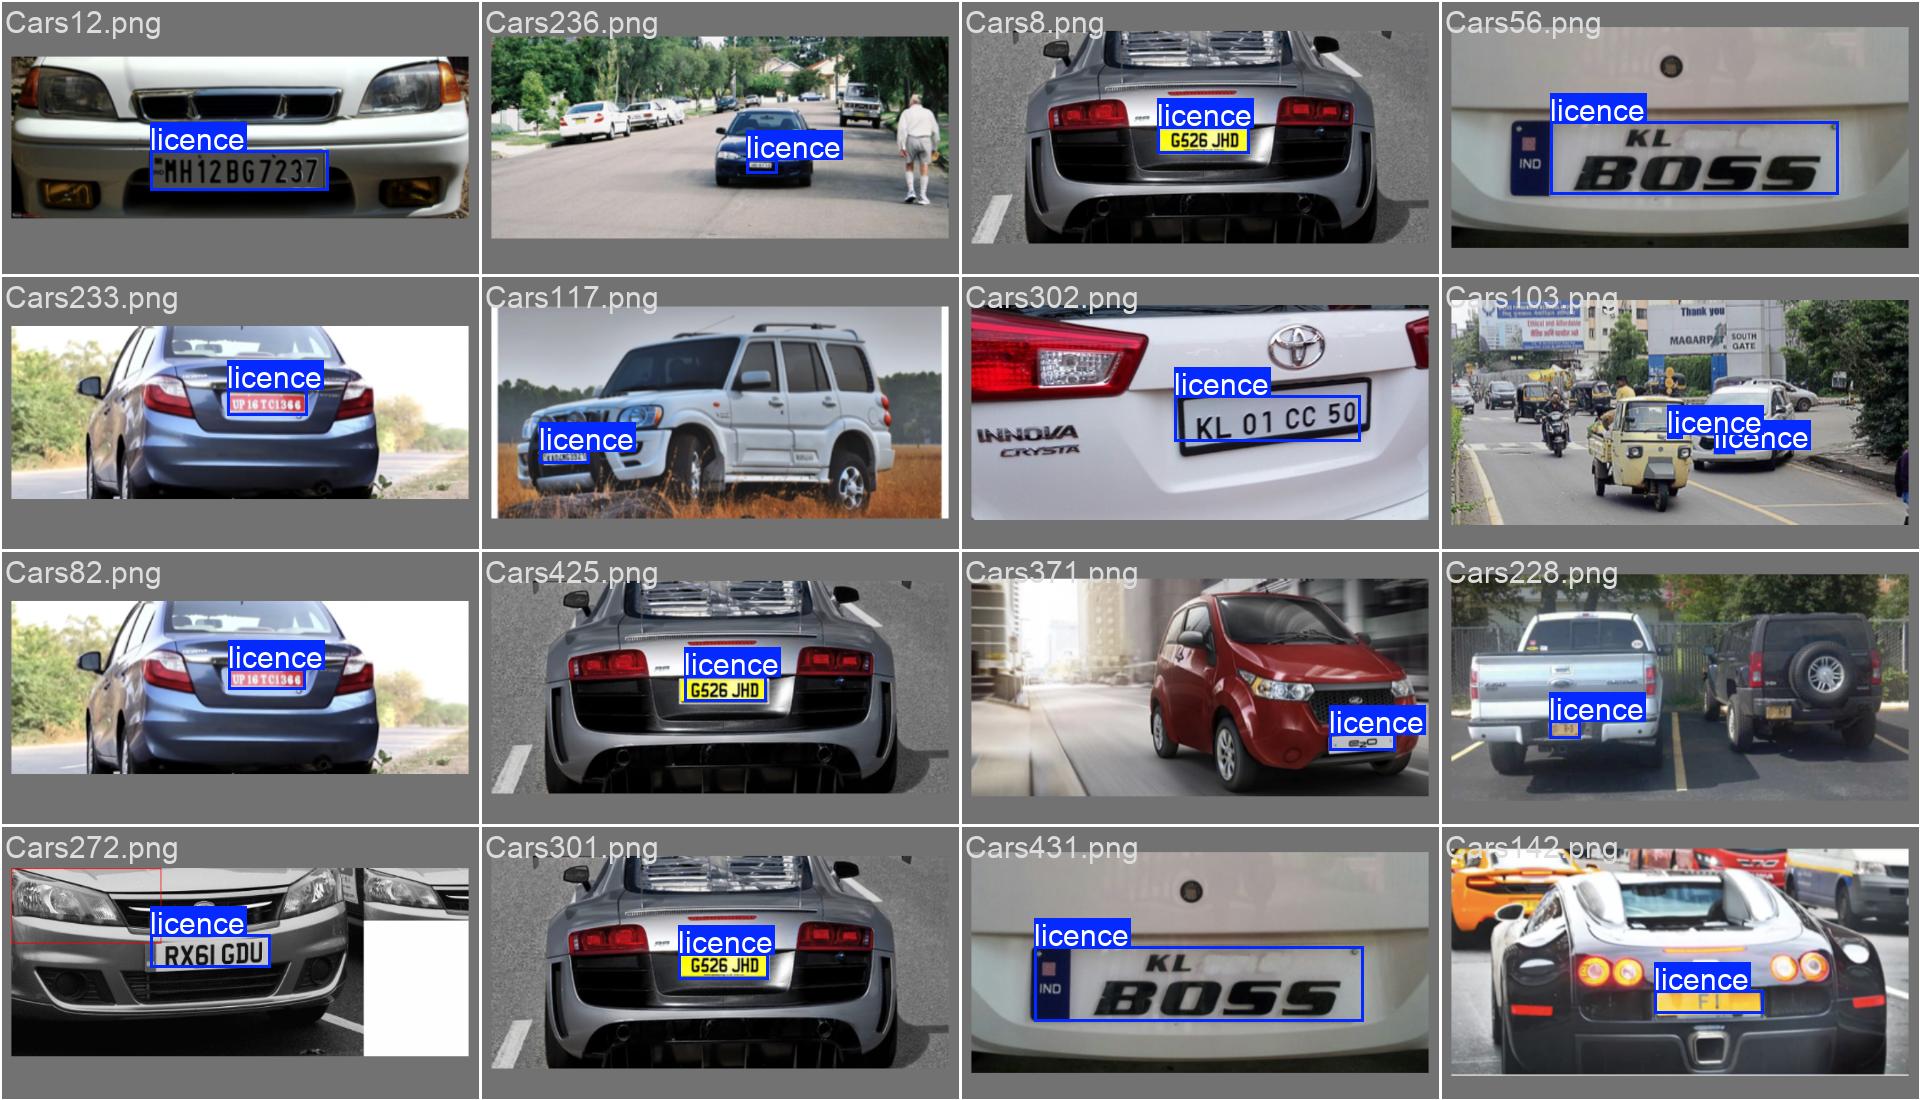 Cars12.png
licence
MH12BG7237
Cars236.png
licence
Cars8.png
licence
G526 JHD
Cars56.png
licence
KL
IND
BOSS
Cars233.png
licence
UP16TC1366
Cars117.png
licence
Cars302.png
licence
KL 01 CC 50
INNOVA
CRYSTA
Cars103.png
Thank you
MAGARPAT
SOUTH
GATE
licence
licence
Cars82.png
licence
UP16TC1366
Cars425.png
licence
G526 JHD
Cars371.png
licence
e2o
Cars228.png
licence
Cars272.png
licence
RX61 GDU
Cars301.png
licence
G526 JHD
Cars431.png
licence
KL
IND
BOSS
Cars142.png
licence
F1